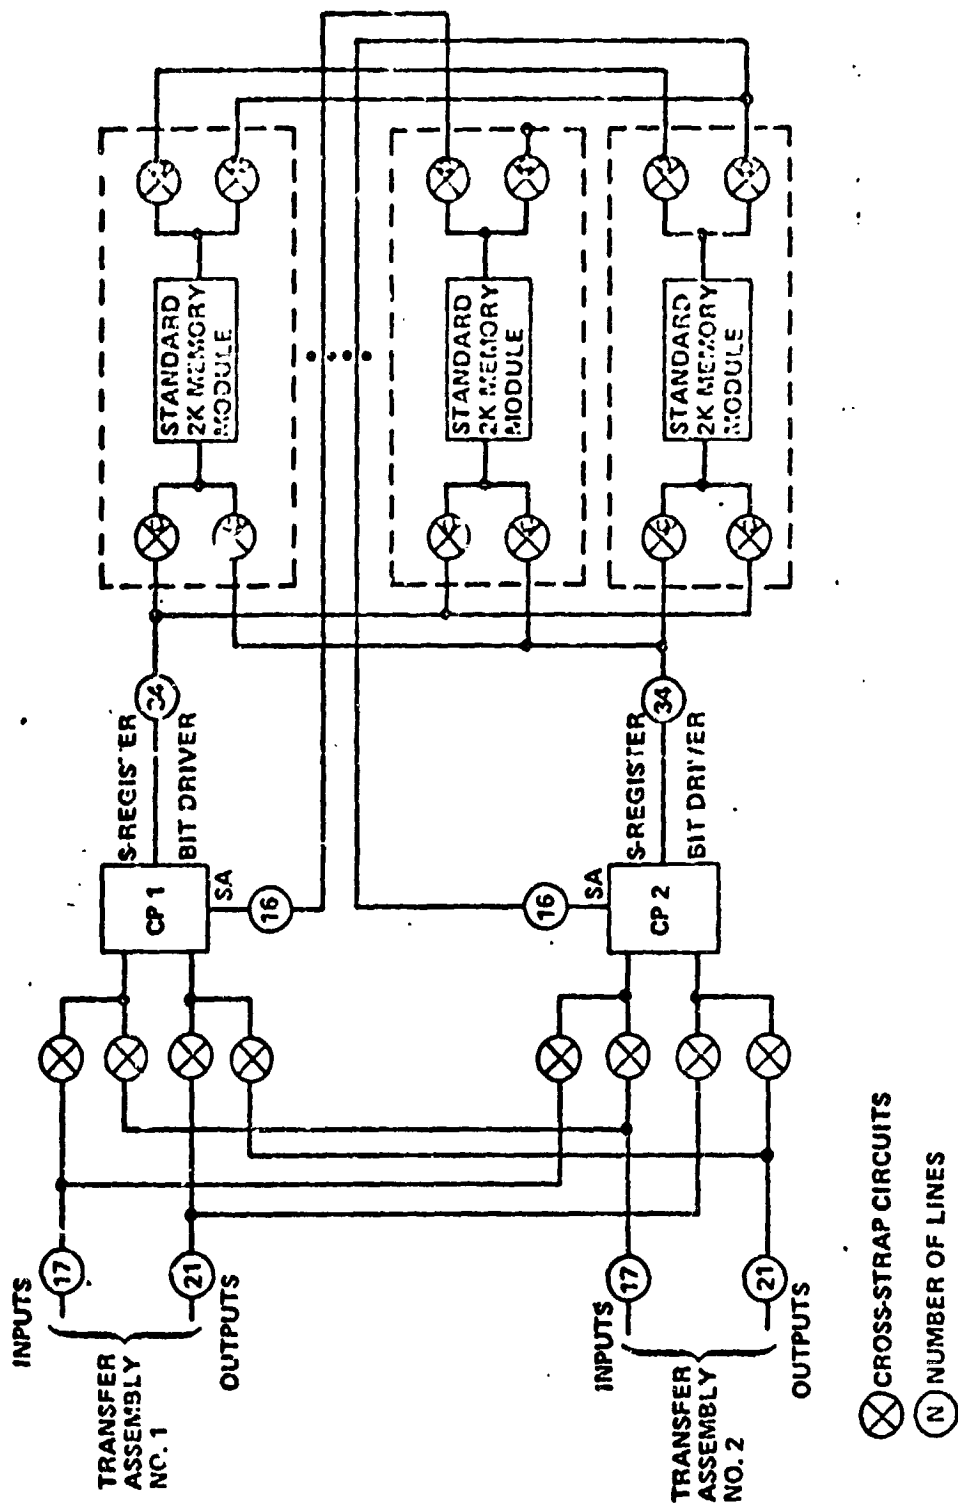 INPUTS
17
TRANSFER
ASSEMBLY
NO. 1
21
OUTPUTS
CP 1
S-REGISTER
BIT DRIVER
34
SA
16
STANDARD
2K MEMORY
MODULE
STANDARD
2K MEMORY
MODULE
STANDARD
2K MEMORY
MODULE
INPUTS
17
TRANSFER
ASSEMBLY
NO. 2
21
OUTPUTS
CP 2
S-REGISTER
BIT DRIVER
34
SA
16
CROSS-STRAP CIRCUITS
N NUMBER OF LINES